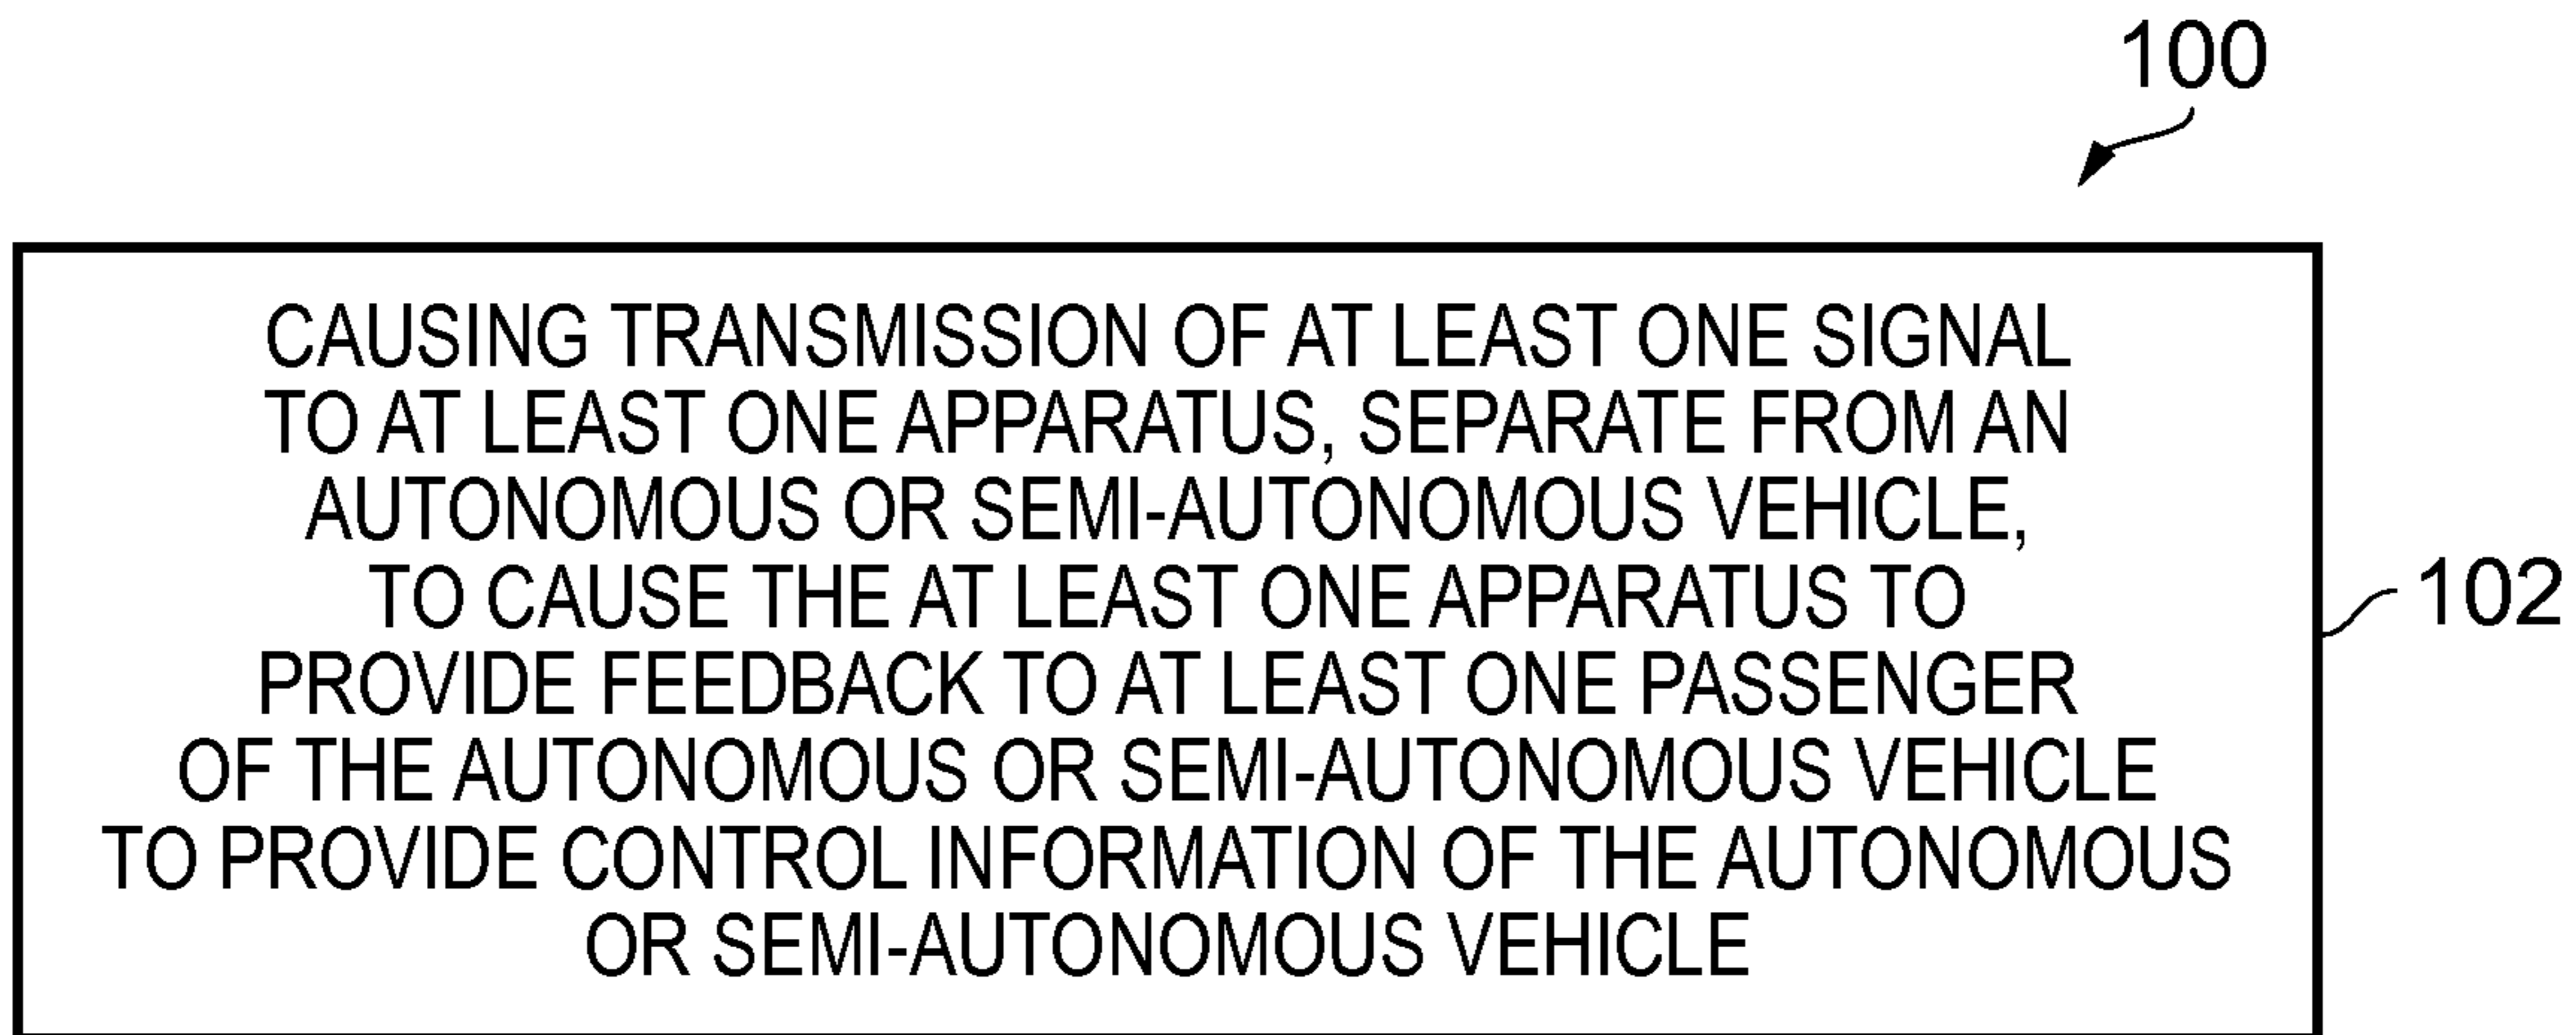 100
CAUSING TRANSMISSION OF AT LEAST ONE SIGNAL
TO AT LEAST ONE APPARATUS, SEPARATE FROM AN
AUTONOMOUS OR SEMI-AUTONOMOUS VEHICLE,
TO CAUSE THE AT LEAST ONE APPARATUS TO
PROVIDE FEEDBACK TO AT LEAST ONE PASSENGER
OF THE AUTONOMOUS OR SEMI-AUTONOMOUS VEHICLE
TO PROVIDE CONTROL INFORMATION OF THE AUTONOMOUS
OR SEMI-AUTONOMOUS VEHICLE
102